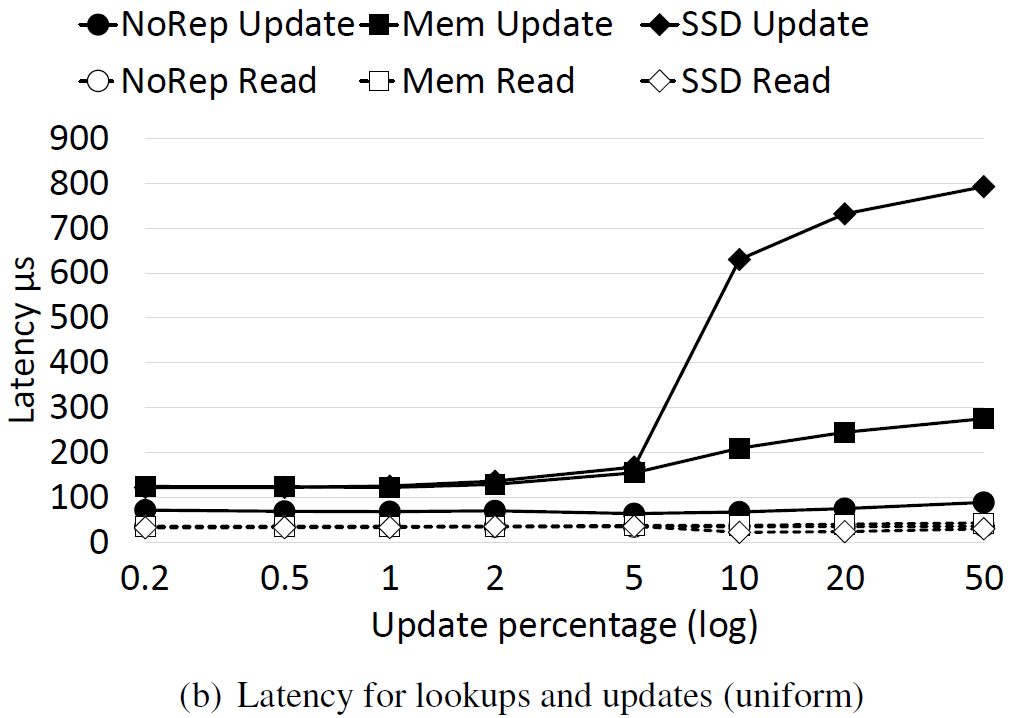 NoRep Update Mem Update SSD Update
NoRep Read Mem Read SSD Read
900
800
700
600
500
400
300
200
100
0
Latency µs
0.2 0.5 1 2 5 10 20 50
Update percentage (log)
(b) Latency for lookups and updates (uniform)